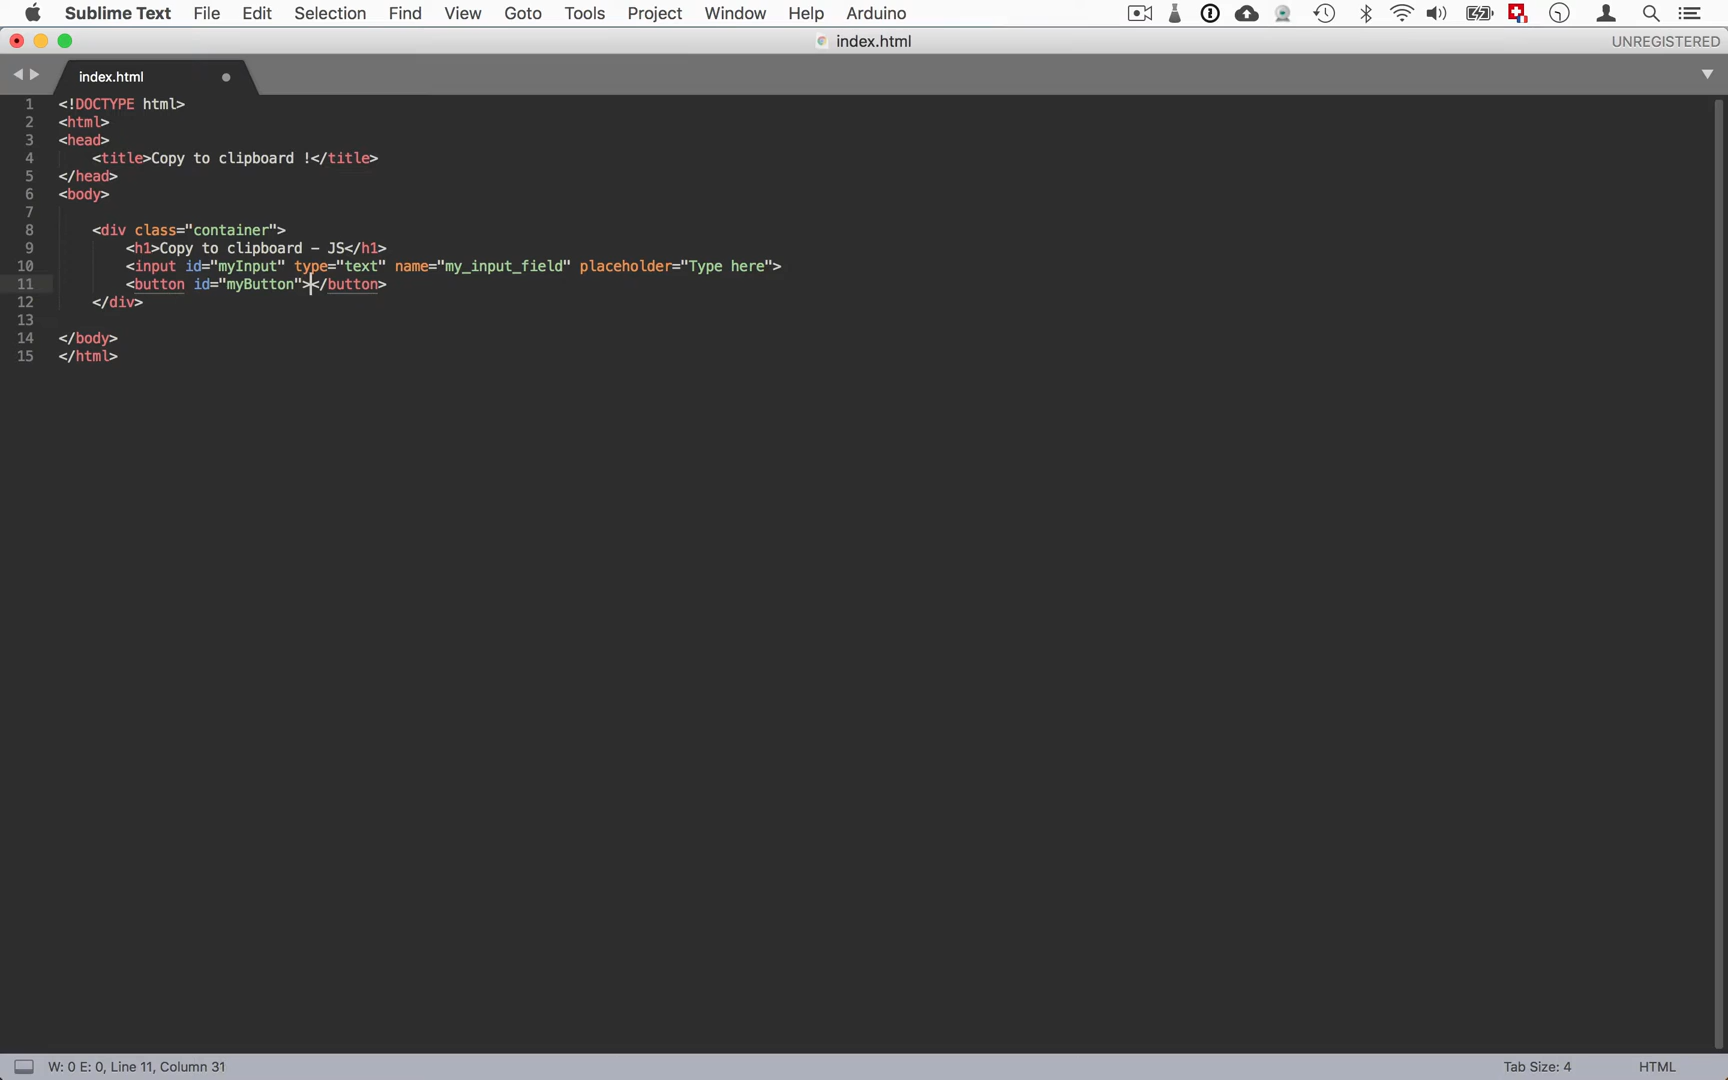 Sublime Text File Edit Selection Find View Goto Tools Project Window Help Arduino
index.html UNREGISTERED
index.html
1 <!DOCTYPE html>
2 <html>
3 <head>
4 <title>Copy to clipboard !</title>
5 </head>
6 <body>
7
8 <div class="container">
9 <h1>Copy to clipboard - JS</h1>
10 <input id="myInput" type="text" name="my_input_field" placeholder="Type here">
11 <button id="myButton"></button>
12 </div>
13
14 </body>
15 </html>
W: 0 E: 0, Line 11, Column 31 Tab Size: 4 HTML